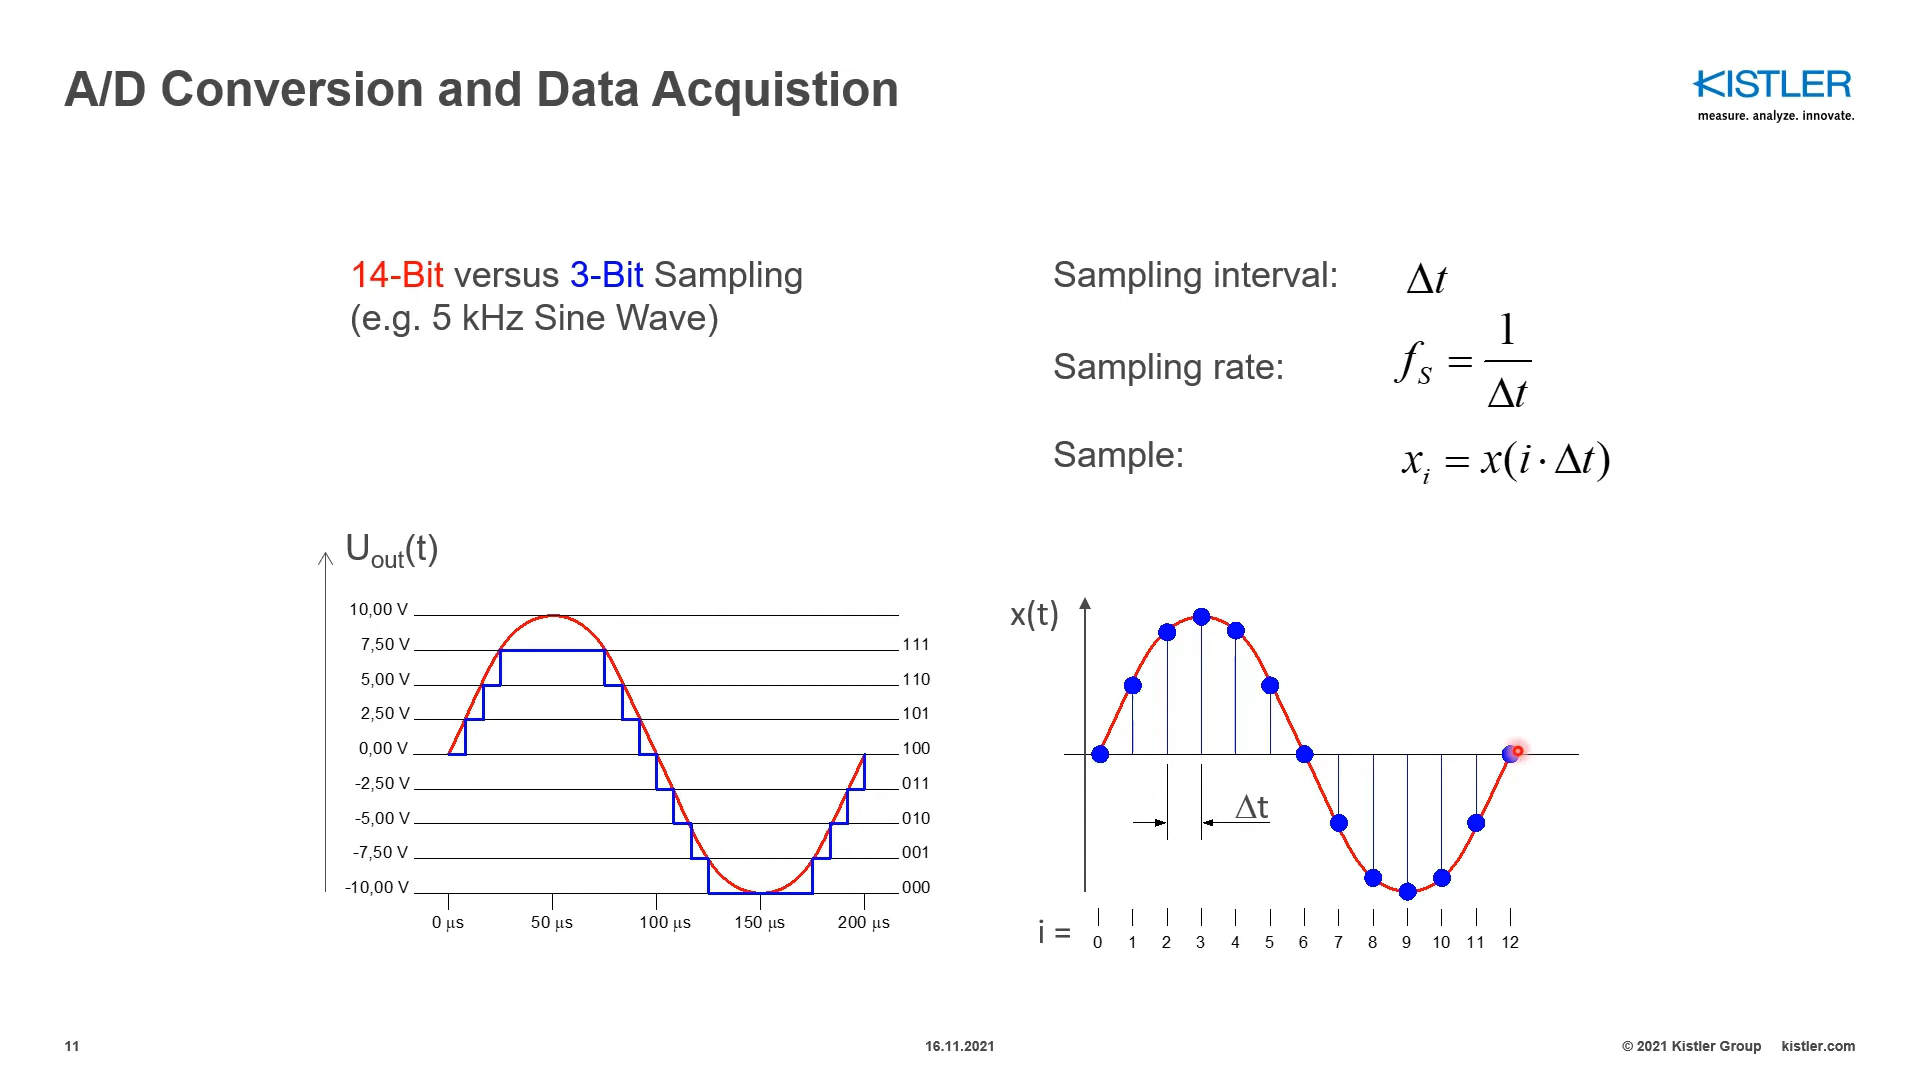 A/D Conversion and Data Acquistion
KISTLER
measure. analyze. innovate.
14-Bit versus 3-Bit Sampling
(e.g. 5 kHz Sine Wave)
Sampling interval: Δt
Sampling rate: f_S = 1/Δt
Sample: x_i = x(i · Δt)
U_out(t)
10,00 V
7,50 V 111
5,00 V 110
2,50 V 101
0,00 V 100
-2,50 V 011
-5,00 V 010
-7,50 V 001
-10,00 V 000
0 µs 50 µs 100 µs 150 µs 200 µs
x(t)
Δt
i = 0 1 2 3 4 5 6 7 8 9 10 11 12
11 16.11.2021 © 2021 Kistler Group kistler.com